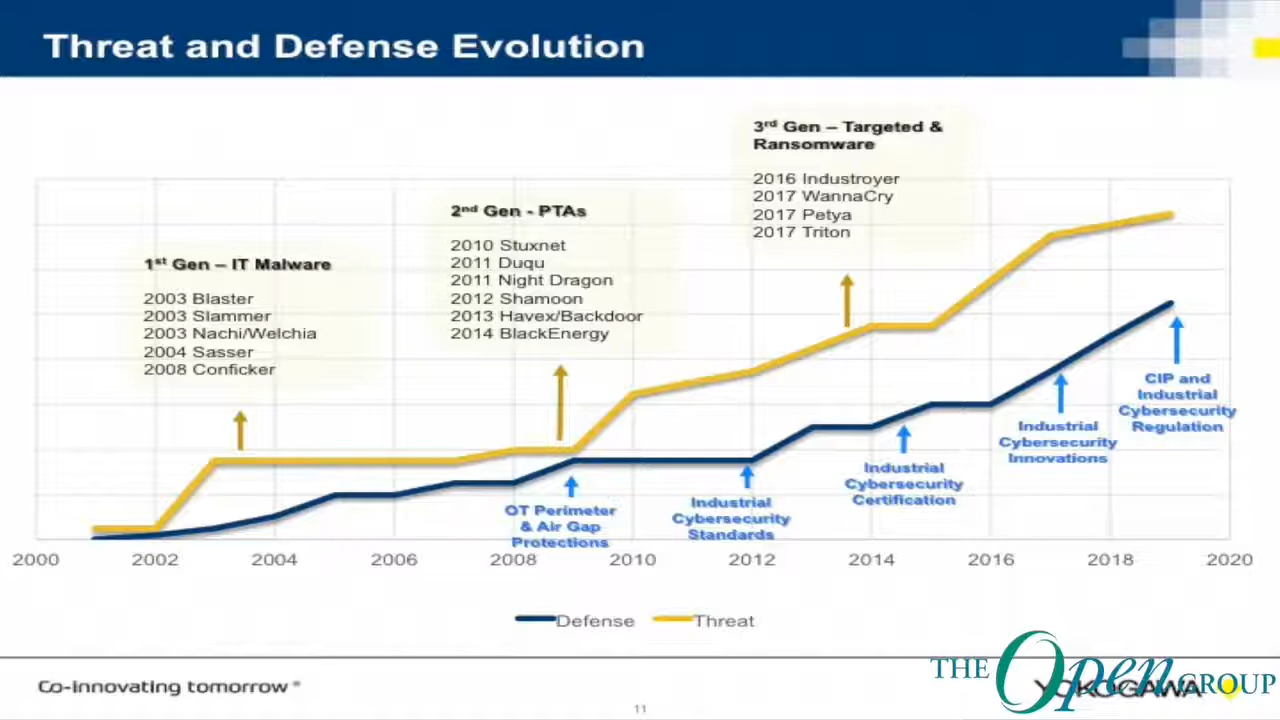 Threat and Defense Evolution
3rd Gen – Targeted &
Ransomware
2016 Industroyer
2017 WannaCry
2017 Petya
2017 Triton
2nd Gen - PTAs
2010 Stuxnet
2011 Duqu
2011 Night Dragon
2012 Shamoon
2013 Havex/Backdoor
2014 BlackEnergy
1st Gen – IT Malware
2003 Blaster
2003 Slammer
2003 Nachi/Welchia
2004 Sasser
2008 Conficker
OT Perimeter
& Air Gap
Protections
Industrial
Cybersecurity
Standards
Industrial
Cybersecurity
Certification
Industrial
Cybersecurity
Innovations
CIP and
Industrial
Cybersecurity
Regulation
2000 2002 2004 2006 2008 2010 2012 2014 2016 2018 2020
Defense Threat
Co-innovating tomorrow®
11
YOKOGAWA
THE Open GROUP